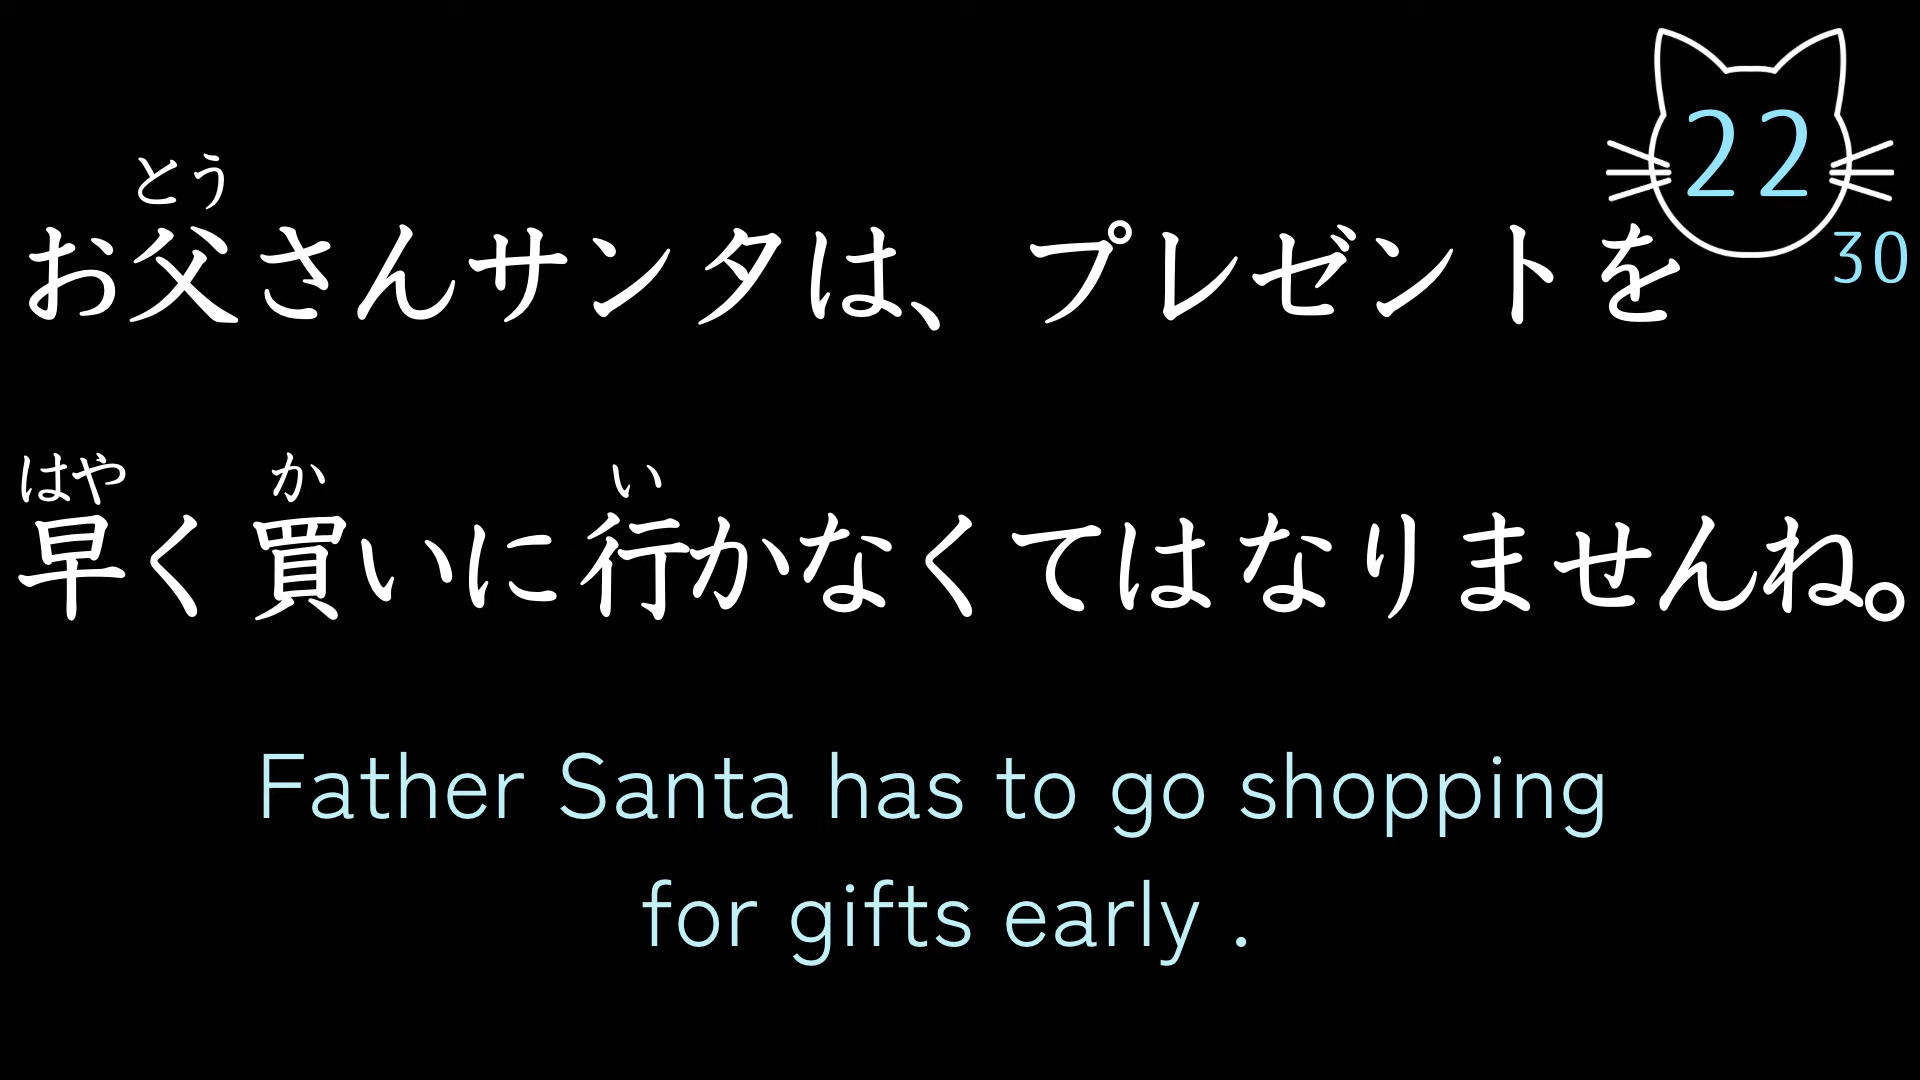 22
30
とう
お父さんサンタは、プレゼントを
はや か い
早く買いに行かなくてはなりませんね。
Father Santa has to go shopping
for gifts early .